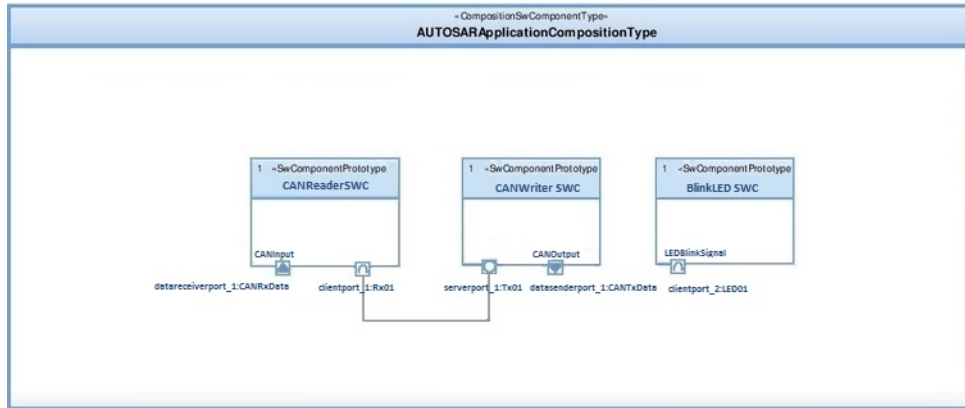 «CompositionSwComponentType»
AUTOSARApplicationCompositionType
1 «SwComponentPrototype
CANReaderSWC
1 «SwComponentPrototype
CANWriter SWC
1 «SwComponentPrototype
BlinkLED SWC
CANInput
CANOutput
LEDBlinkSignal
datareceiverport_1:CANRxData
clientport_1:Rx01
serverport_1:Tx01
datasenderport_1:CANTxData
clientport_2:LED01